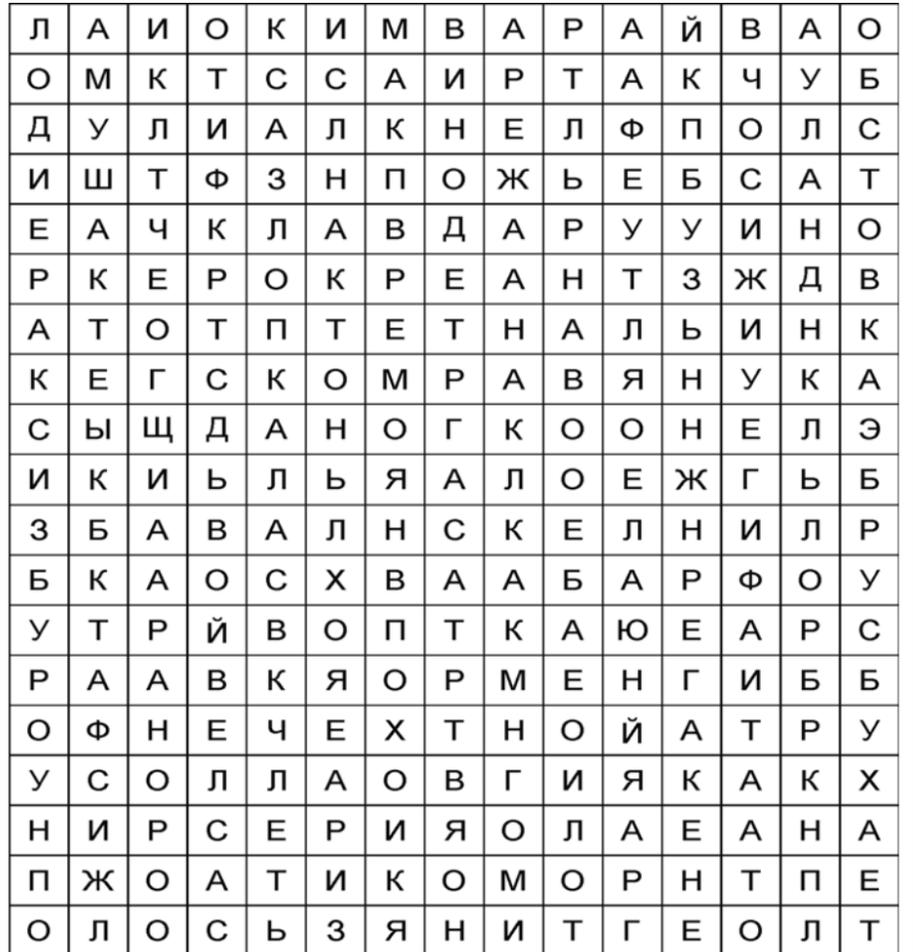 Л А И О К И М В А Р А Й В А О
О М К Т С С А И Р Т А К Ч У Б
Д У Л И А Л К Н Е Л Ф П О Л С
И Ш Т Ф З Н П О Ж Ь Е Б С А Т
Е А Ч К Л А В Д А Р У У И Н О
Р К Е Р О К Р Е А Н Т З Ж Д В
А Т О Т П Т Е Т Н А Л Ь И Н К
К Е Г С К О М Р А В Я Н У К А
С Ы Щ Д А Н О Г К О О Н Е Л Э
И К И Ь Л Ь Я А Л О Е Ж Г Ь Б
З Б А В А Л Н С К Е Л Н И Л Р
Б К А О С Х В А А Б А Р Ф О У
У Т Р Й В О П Т К А Ю Е А Р С
Р А А В К Я О Р М Е Н Г И Б Б
О Ф Н Е Ч Е Х Т Н О Й А Т Р У
У С О Л Л А О В Г И Я К А К Х
Н И Р С Е Р И Я О Л А Е А Н А
П Ж О А Т И К О М О Р Н Т П Е
О Л О С Ь З Я Н И Т Г Е О Л Т